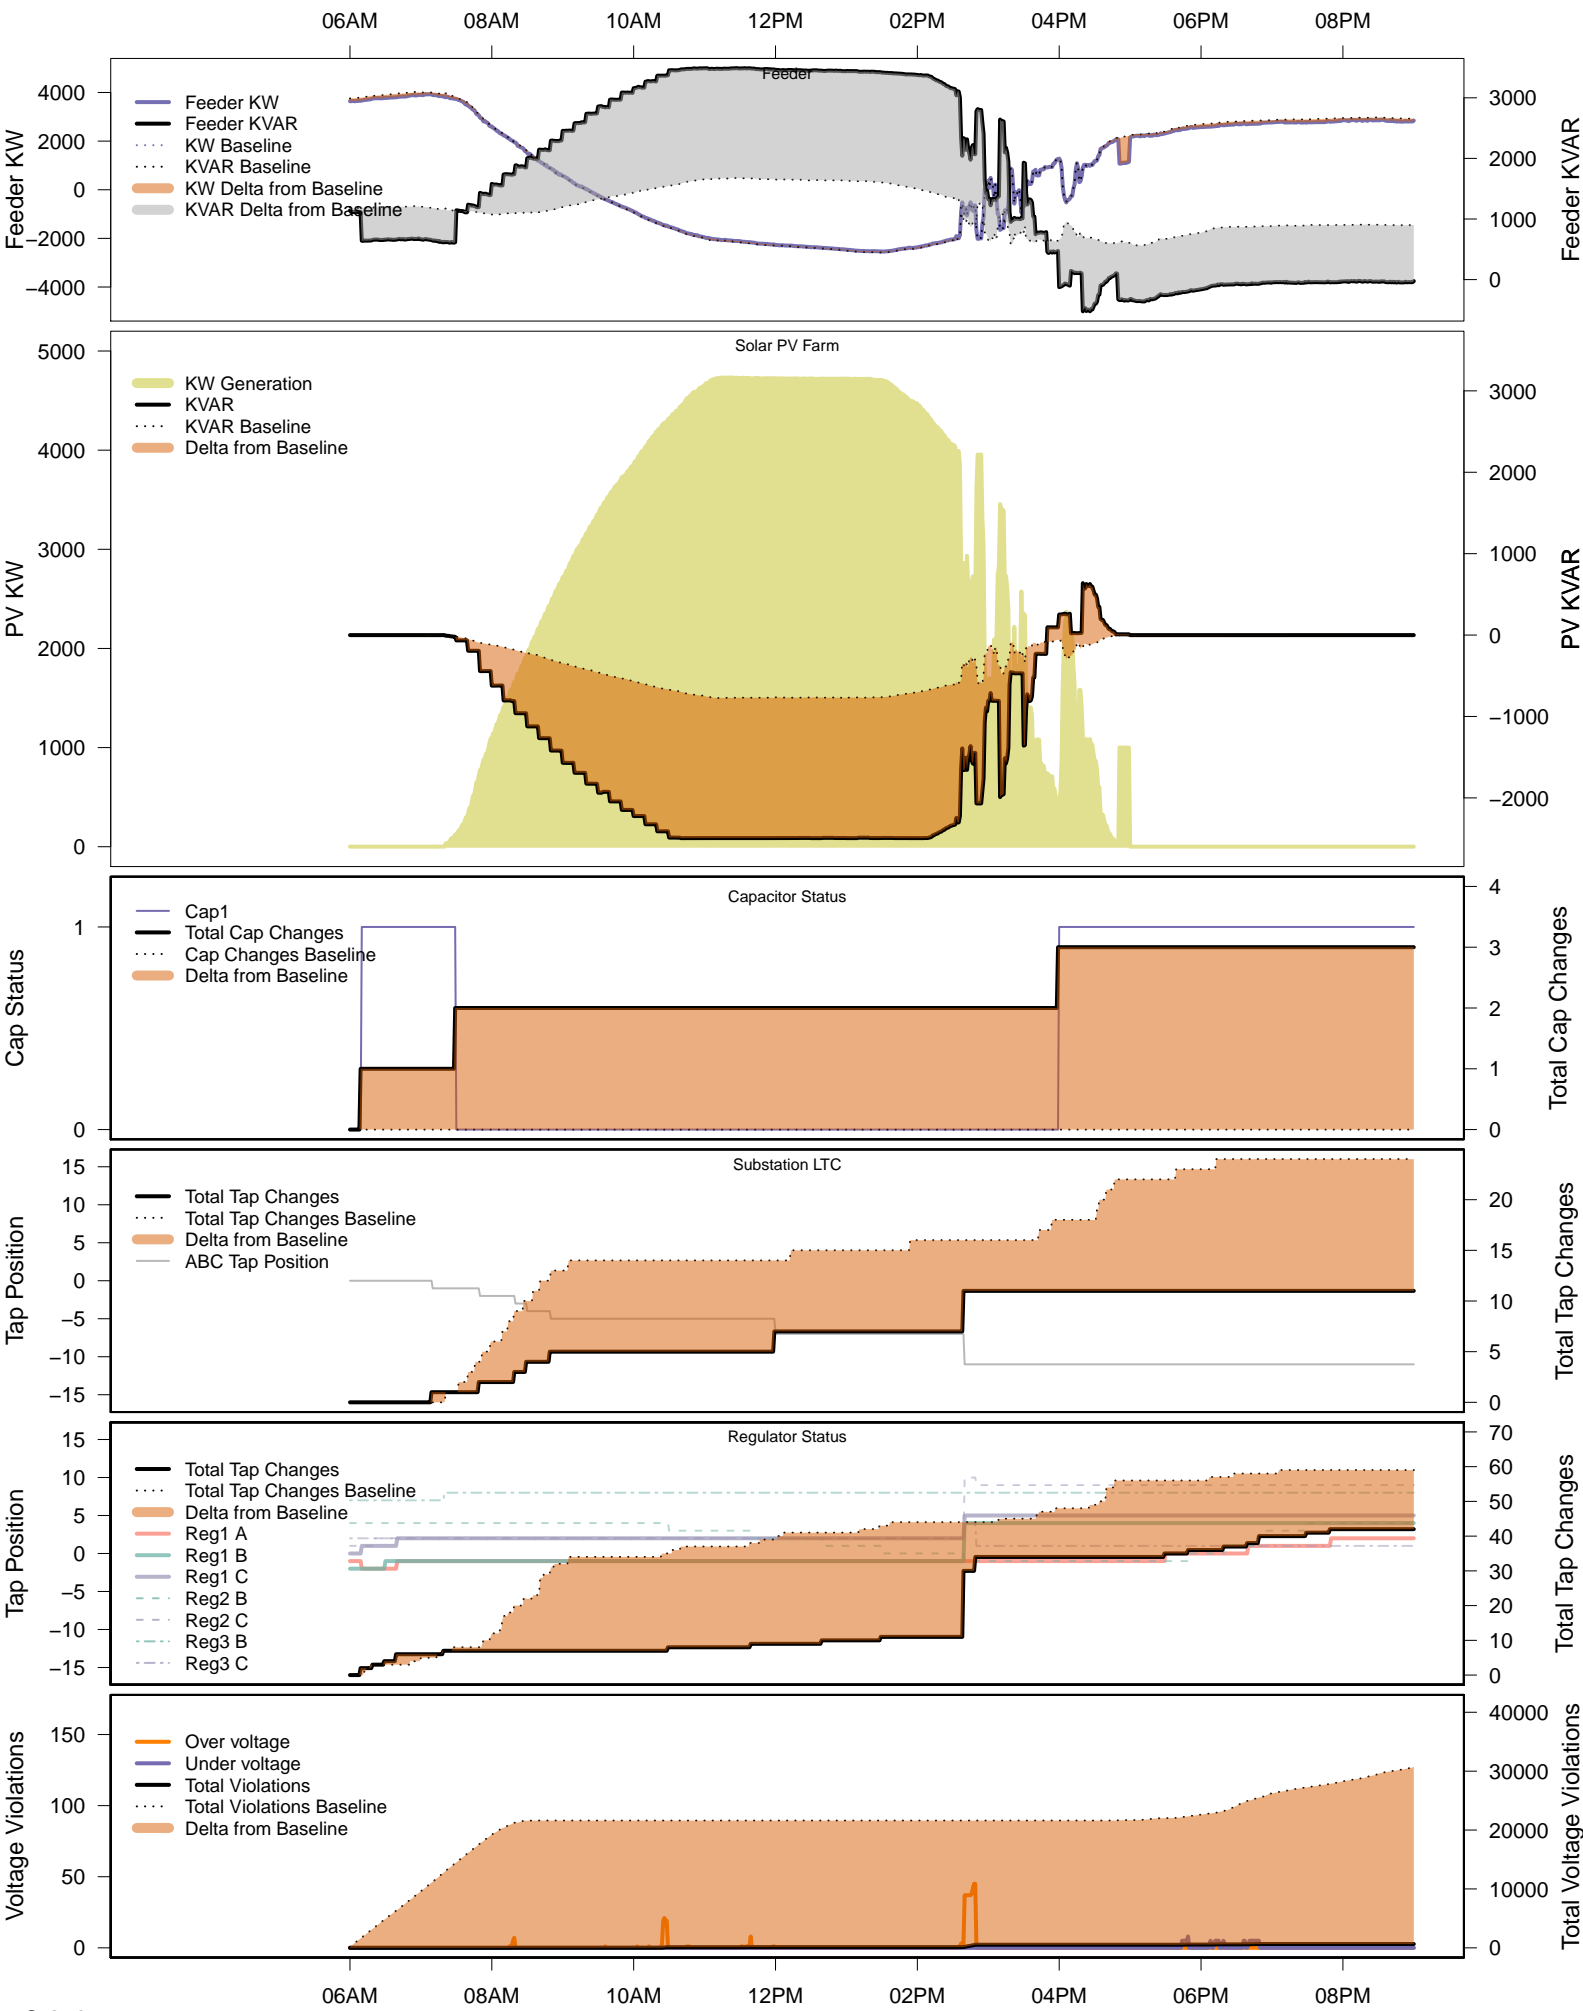 06AM 08AM 10AM 12PM 02PM 04PM 06PM 08PM
Feeder
Feeder KW
4000
2000
0
−2000
−4000
Feeder KW
Feeder KVAR
KW Baseline
KVAR Baseline
KW Delta from Baseline
KVAR Delta from Baseline
3000
2000
1000
0
Feeder KVAR
Solar PV Farm
PV KW
5000
4000
3000
2000
1000
0
KW Generation
KVAR
KVAR Baseline
Delta from Baseline
3000
2000
1000
0
−1000
−2000
PV KVAR
Capacitor Status
Cap Status
1
0
Cap1
Total Cap Changes
Cap Changes Baseline
Delta from Baseline
4
3
2
1
0
Total Cap Changes
Substation LTC
Tap Position
15
10
5
0
−5
−10
−15
Total Tap Changes
Total Tap Changes Baseline
Delta from Baseline
ABC Tap Position
20
15
10
5
0
Total Tap Changes
Regulator Status
Tap Position
15
10
5
0
−5
−10
−15
Total Tap Changes
Total Tap Changes Baseline
Delta from Baseline
Reg1 A
Reg1 B
Reg1 C
Reg2 B
Reg2 C
Reg3 B
Reg3 C
70
60
50
40
30
20
10
0
Total Tap Changes
Voltage Violations
150
100
50
0
Over voltage
Under voltage
Total Violations
Total Violations Baseline
Delta from Baseline
40000
30000
20000
10000
0
Total Voltage Violations
06AM 08AM 10AM 12PM 02PM 04PM 06PM 08PM